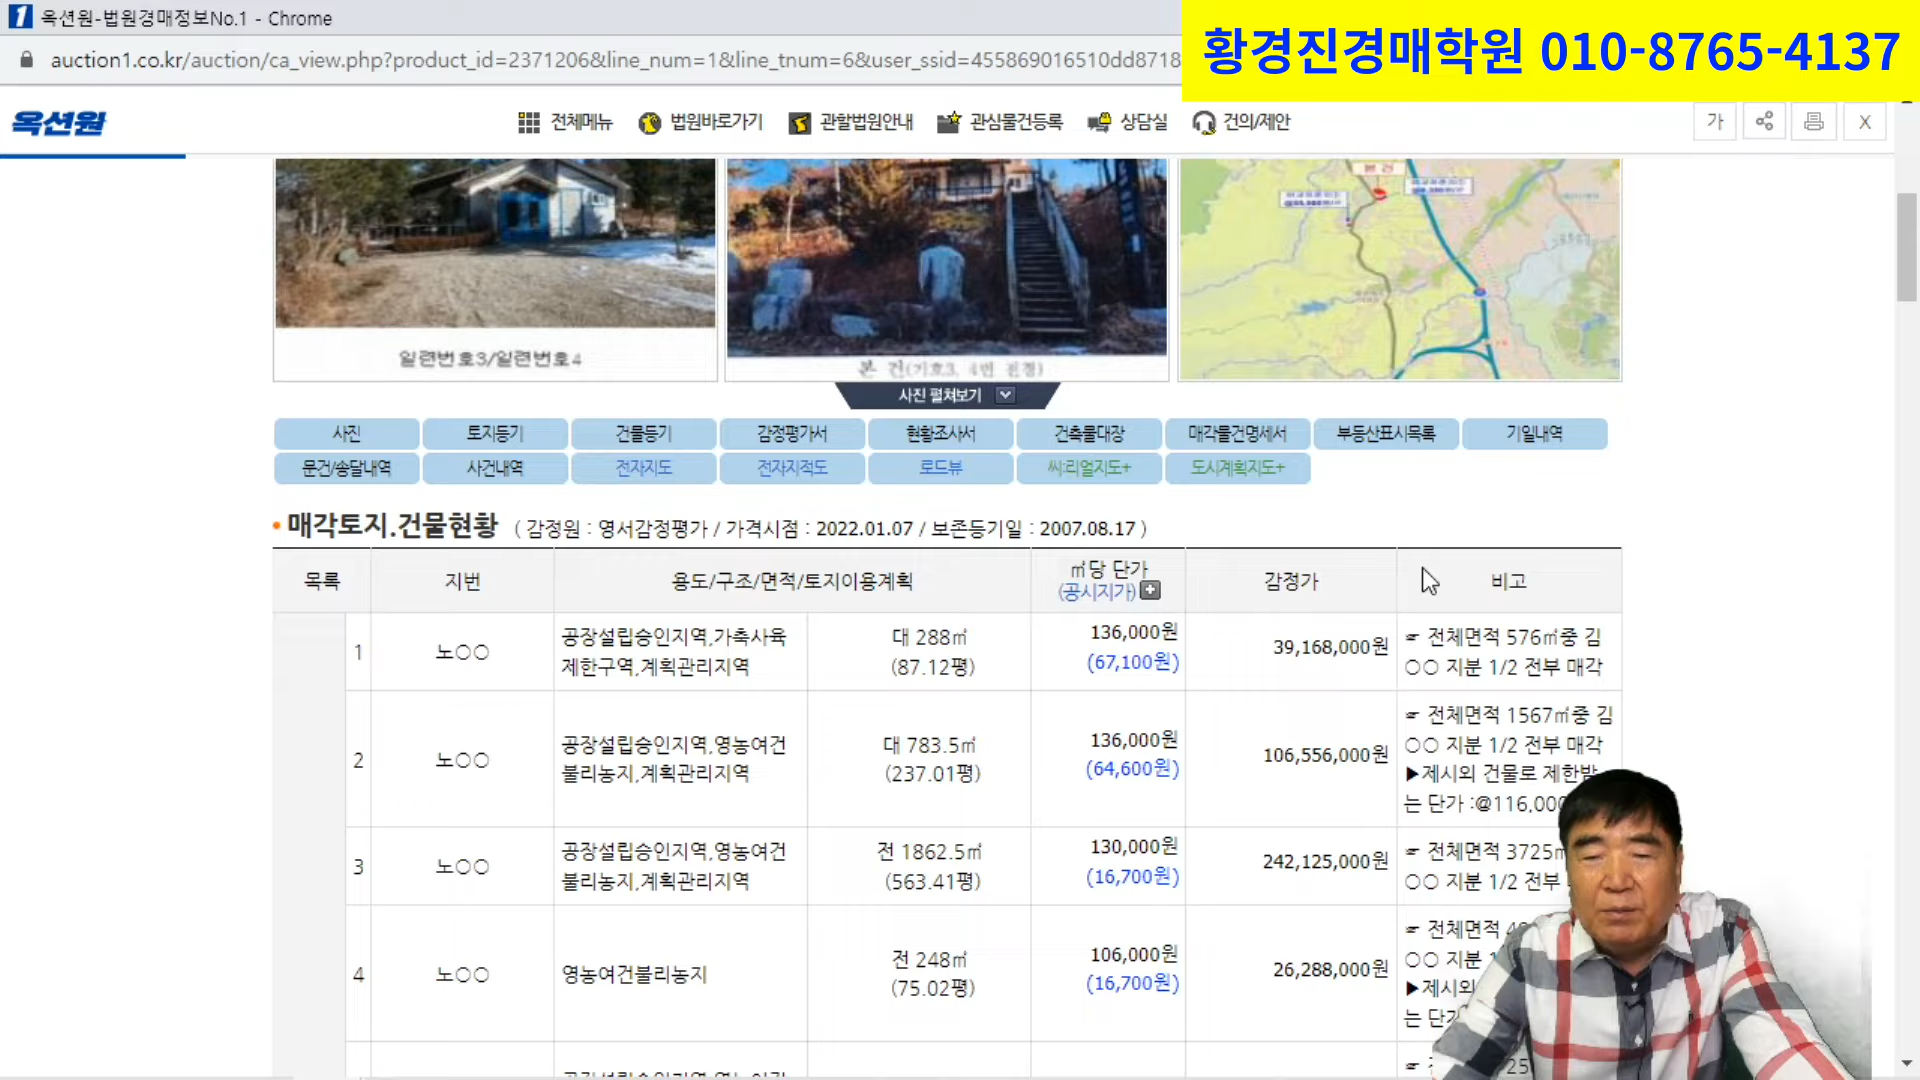 옥션원-법원경매정보No.1 - Chrome
auction1.co.kr/auction/ca_view.php?product_id=2371206&line_num=1&line_tnum=6&user_ssid=455869016510dd8718
황경진경매학원 010-8765-4137
옥션원
전체메뉴 법원바로가기 관할법원안내 관심물건등록 상담실 건의/제안
가 X
일련번호3/일련번호4
본 건(기호3, 4번 전경)
사진 펼쳐보기
사진 토지등기 건물등기 감정평가서 현황조사서 건축물대장 매각물건명세서 부동산표시목록 기일내역
문건/송달내역 사건내역 전자지도 전자지적도 로드뷰 씨:리얼지도+ 도시계획지도+
• 매각토지.건물현황 ( 감정원 : 영서감정평가 / 가격시점 : 2022.01.07 / 보존등기일 : 2007.08.17 )
목록 지번 용도/구조/면적/토지이용계획 ㎡당 단가 감정가 비고
(공시지가)
1 노○○ 공장설립승인지역,가축사육 대 288㎡ 136,000원 39,168,000원 ☞ 전체면적 576㎡중 김
제한구역,계획관리지역 (87.12평) (67,100원) ○○ 지분 1/2 전부 매각
2 노○○ 공장설립승인지역,영농여건 대 783.5㎡ 136,000원 106,556,000원 ☞ 전체면적 1567㎡중 김
불리농지,계획관리지역 (237.01평) (64,600원) ○○ 지분 1/2 전부 매각
▶제시외 건물로 제한받
는 단가 :@116,000
3 노○○ 공장설립승인지역,영농여건 전 1862.5㎡ 130,000원 242,125,000원 ☞ 전체면적 3725㎡
불리농지,계획관리지역 (563.41평) (16,700원) ○○ 지분 1/2 전부
4 노○○ 영농여건불리농지 전 248㎡ 106,000원 26,288,000원 ☞ 전체면적
(75.02평) (16,700원) ○○ 지분
▶제시외
는 단가